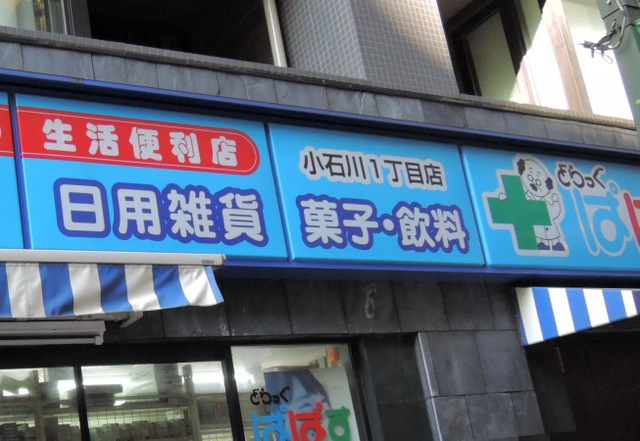 生活便利店
日用雑貨
小石川1丁目店
菓子・飲料
どらっぐ
ぱ
どらっぐ
ぱぱす